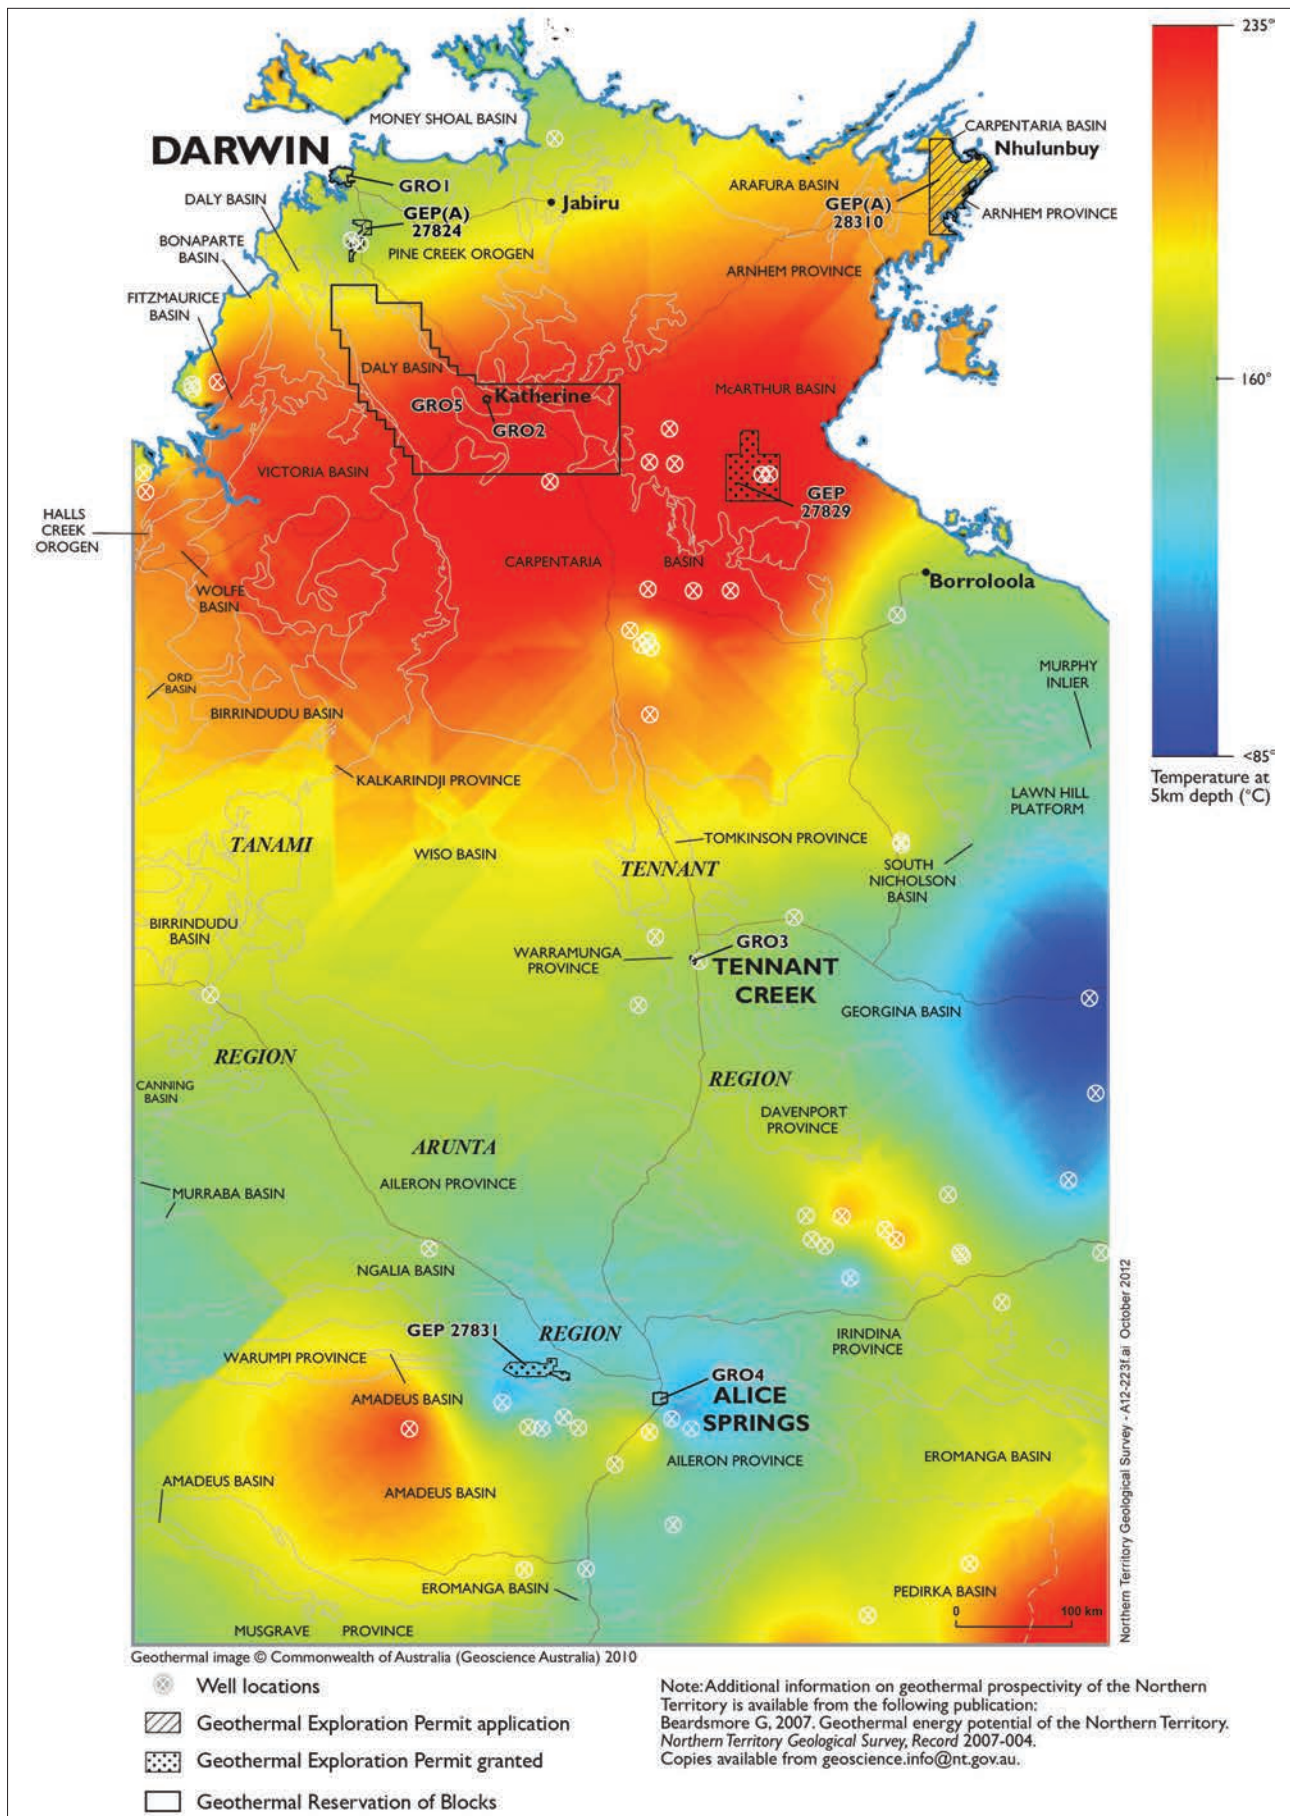 235°
MONEY SHOAL BASIN
CARPENTARIA BASIN
DARWIN
Nhulunbuy
GRO1
ARAFURA BASIN
DALY BASIN
Jabiru
GEP(A)
28310
GEP(A)
27824
ARNHEM PROVINCE
BONAPARTE
BASIN
PINE CREEK OROGEN
ARNHEM PROVINCE
FITZMAURICE
BASIN
DALY BASIN
160°
McARTHUR BASIN
Katherine
GRO5
GRO2
VICTORIA BASIN
GEP
27829
HALLS
CREEK
OROGEN
CARPENTARIA
BASIN
WOLFE
BASIN
Borroloola
MURPHY
INLIER
ORD
BASIN
BIRRINDUDU BASIN
<85°
Temperature at
5km depth (°C)
KALKARINDJI PROVINCE
LAWN HILL
PLATFORM
TANAMI
WISO BASIN
TOMKINSON PROVINCE
TENNANT
SOUTH
NICHOLSON
BASIN
BIRRINDUDU
BASIN
WARRAMUNGA
PROVINCE
GRO3
TENNANT
CREEK
GEORGINA BASIN
REGION
REGION
CANNING
BASIN
DAVENPORT
PROVINCE
ARUNTA
AILERON PROVINCE
MURRABA BASIN
NGALIA BASIN
GEP 27831
REGION
IRINDINA
PROVINCE
WARUMPI PROVINCE
GRO4
ALICE
SPRINGS
AMADEUS BASIN
AILERON PROVINCE
EROMANGA BASIN
AMADEUS BASIN
AMADEUS BASIN
EROMANGA BASIN
PEDIRKA BASIN
0 100 km
MUSGRAVE PROVINCE
Northern Territory Geological Survey - A12-223f.ai October 2012
Geothermal image © Commonwealth of Australia (Geoscience Australia) 2010
Well locations
Geothermal Exploration Permit application
Geothermal Exploration Permit granted
Geothermal Reservation of Blocks
Note: Additional information on geothermal prospectivity of the Northern
Territory is available from the following publication:
Beardsmore G, 2007. Geothermal energy potential of the Northern Territory.
Northern Territory Geological Survey, Record 2007-004.
Copies available from geoscience.info@nt.gov.au.